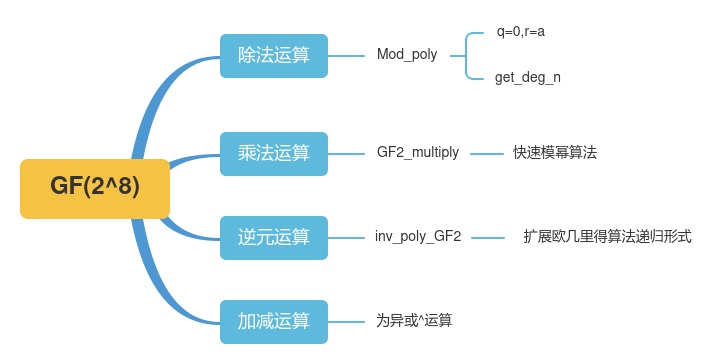 GF(2^8)
除法运算
Mod_poly
q=0,r=a
get_deg_n
乘法运算
GF2_multiply
快速模幂算法
逆元运算
inv_poly_GF2
扩展欧几里得算法递归形式
加减运算
为异或^运算